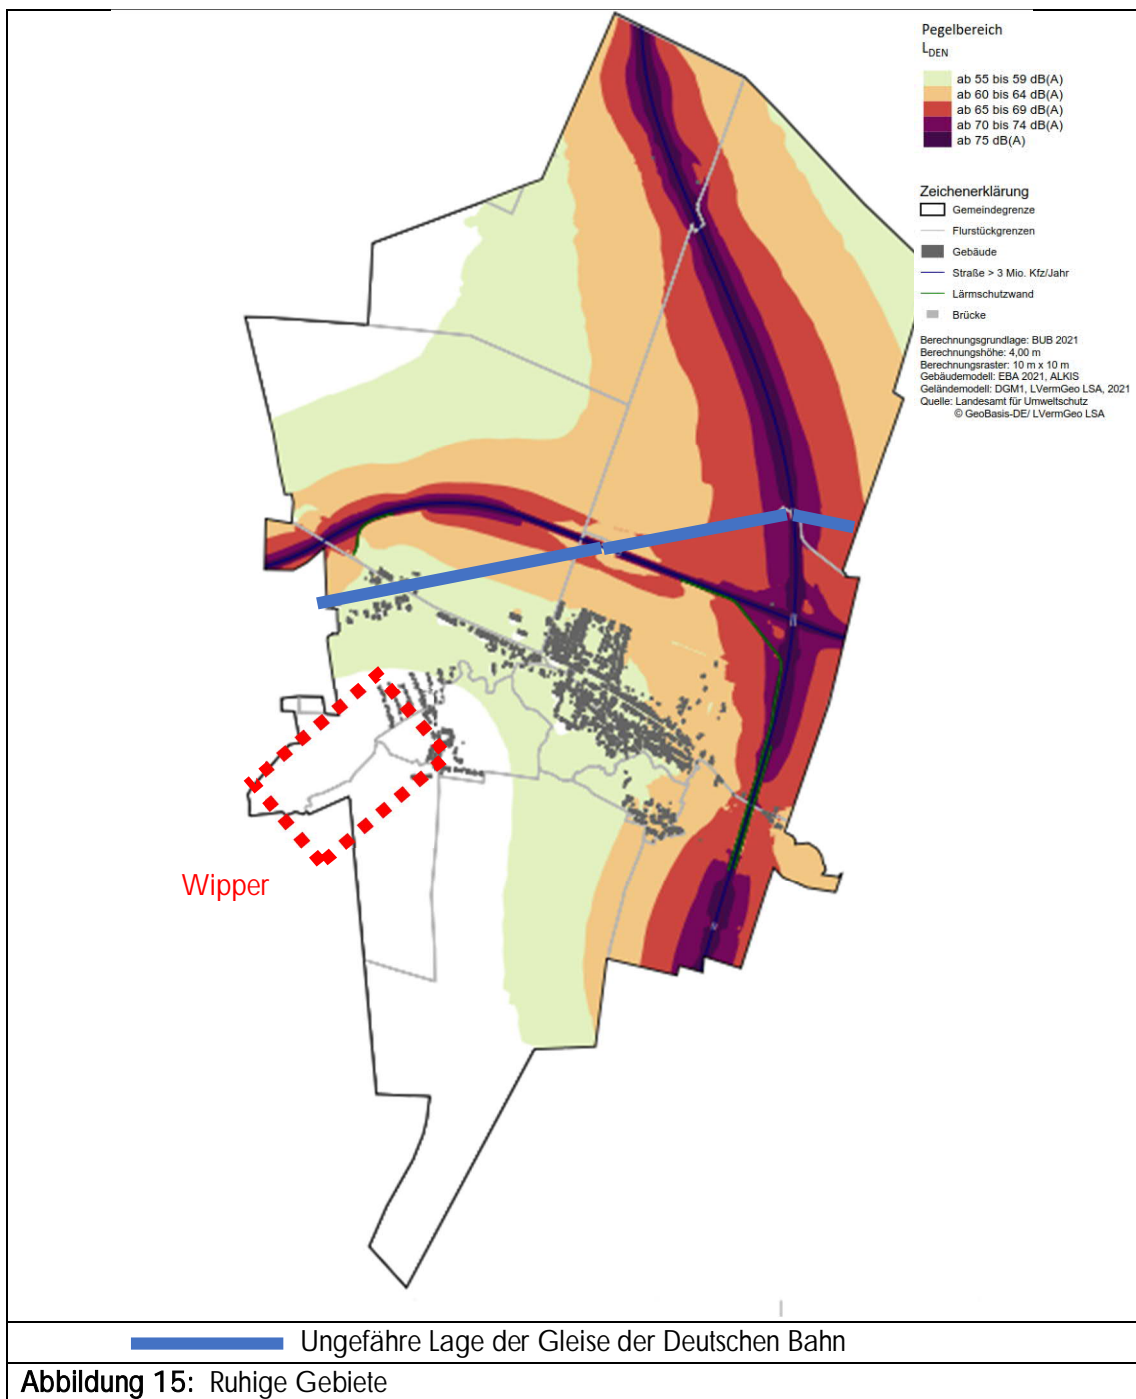 Pegelbereich
LDEN
ab 55 bis 59 dB(A)
ab 60 bis 64 dB(A)
ab 65 bis 69 dB(A)
ab 70 bis 74 dB(A)
ab 75 dB(A)
Zeichenerklärung
Gemeindegrenze
Flurstückgrenzen
Gebäude
Straße > 3 Mio. Kfz/Jahr
Lärmschutzwand
Brücke
Berechnungsgrundlage: BUB 2021
Berechnungshöhe: 4,00 m
Berechnungsraster: 10 m x 10 m
Gebäudemodell: EBA 2021, ALKIS
Geländemodell: DGM1, LVermGeo LSA, 2021
Quelle: Landesamt für Umweltschutz
© GeoBasis-DE/ LVermGeo LSA
Wipper
Ungefähre Lage der Gleise der Deutschen Bahn
Abbildung 15: Ruhige Gebiete